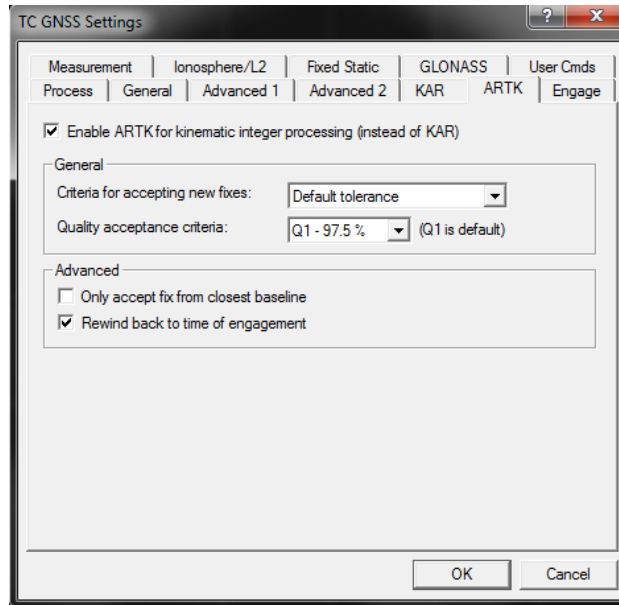 TC GNSS Settings
? X
Measurement Ionosphere/L2 Fixed Static GLONASS User Cmds
Process General Advanced 1 Advanced 2 KAR ARTK Engage
Enable ARTK for kinematic integer processing (instead of KAR)
General
Criteria for accepting new fixes: Default tolerance
Quality acceptance criteria: Q1 - 97.5 % (Q1 is default)
Advanced
Only accept fix from closest baseline
Rewind back to time of engagement
OK Cancel